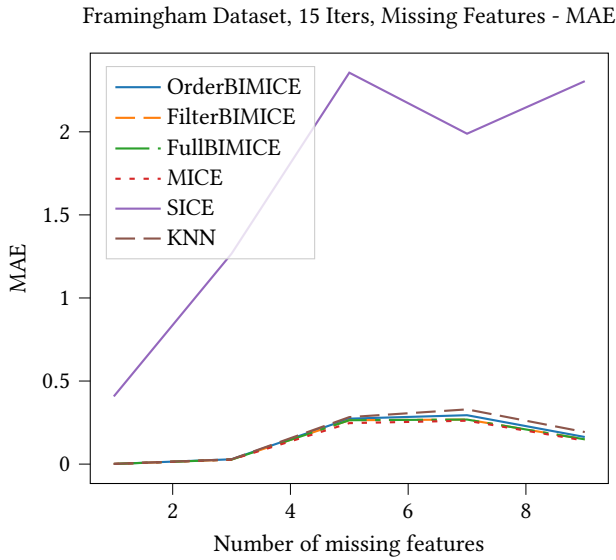 Framingham Dataset, 15 Iters, Missing Features - MAE
OrderBIMICE
FilterBIMICE
FullBIMICE
MICE
SICE
KNN
2
1.5
1
0.5
0
MAE
2
4
6
8
Number of missing features